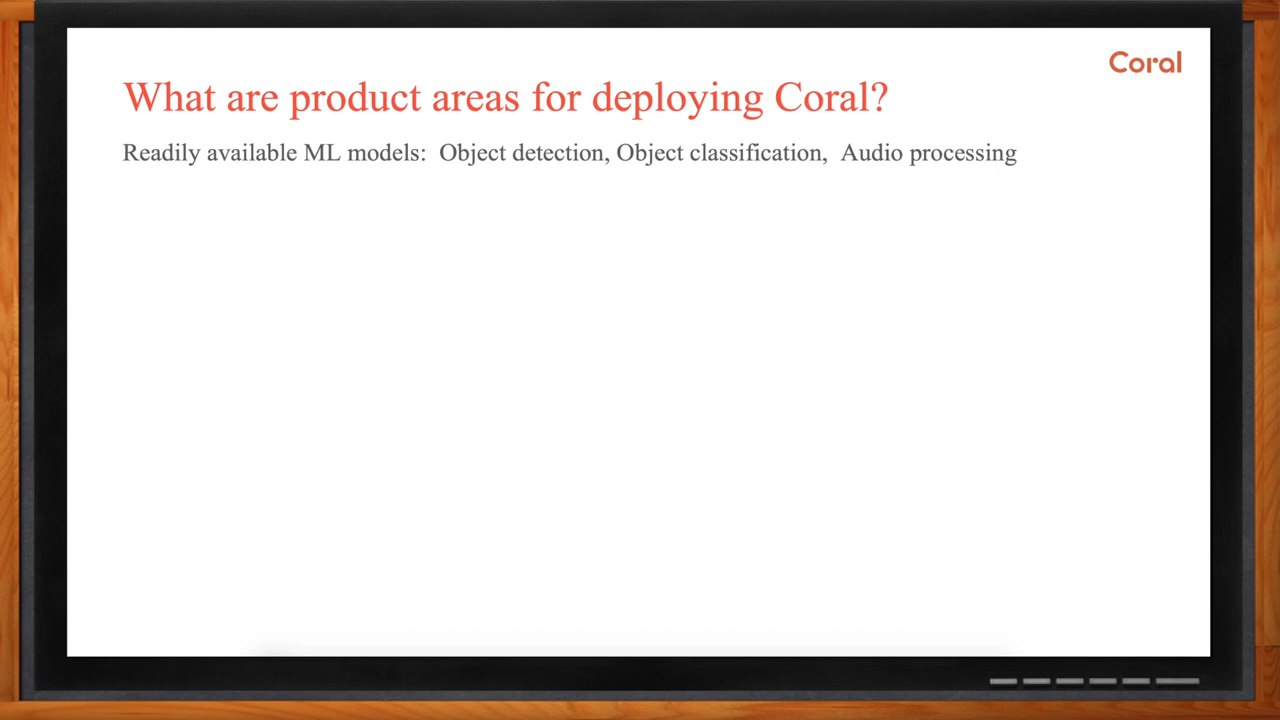 Coral
What are product areas for deploying Coral?
Readily available ML models:  Object detection, Object classification,  Audio processing